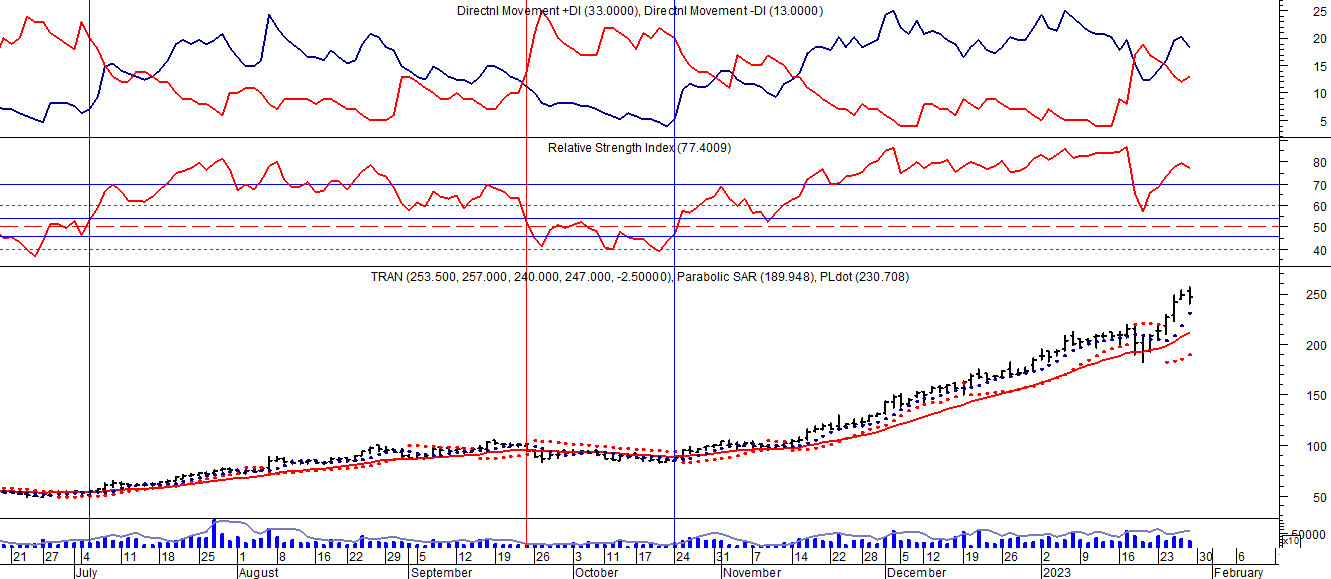 Directnl Movement +DI (33.0000), Directnl Movement -DI (13.0000)
25
20
15
10
5
Relative Strength Index (77.4009)
80
70
60
50
40
TRAN (253.500, 257.000, 240.000, 247.000, -2.50000), Parabolic SAR (189.948), PLdot (230.708)
250
200
150
100
50
50000
x10
21 27 4 11 18 25 1 8 16 22 29 5 12 19 26 3 10 17 24 31 7 15 22 28 5 12 19 26 2 9 16 23 30 6
July August September October November December 2023 February